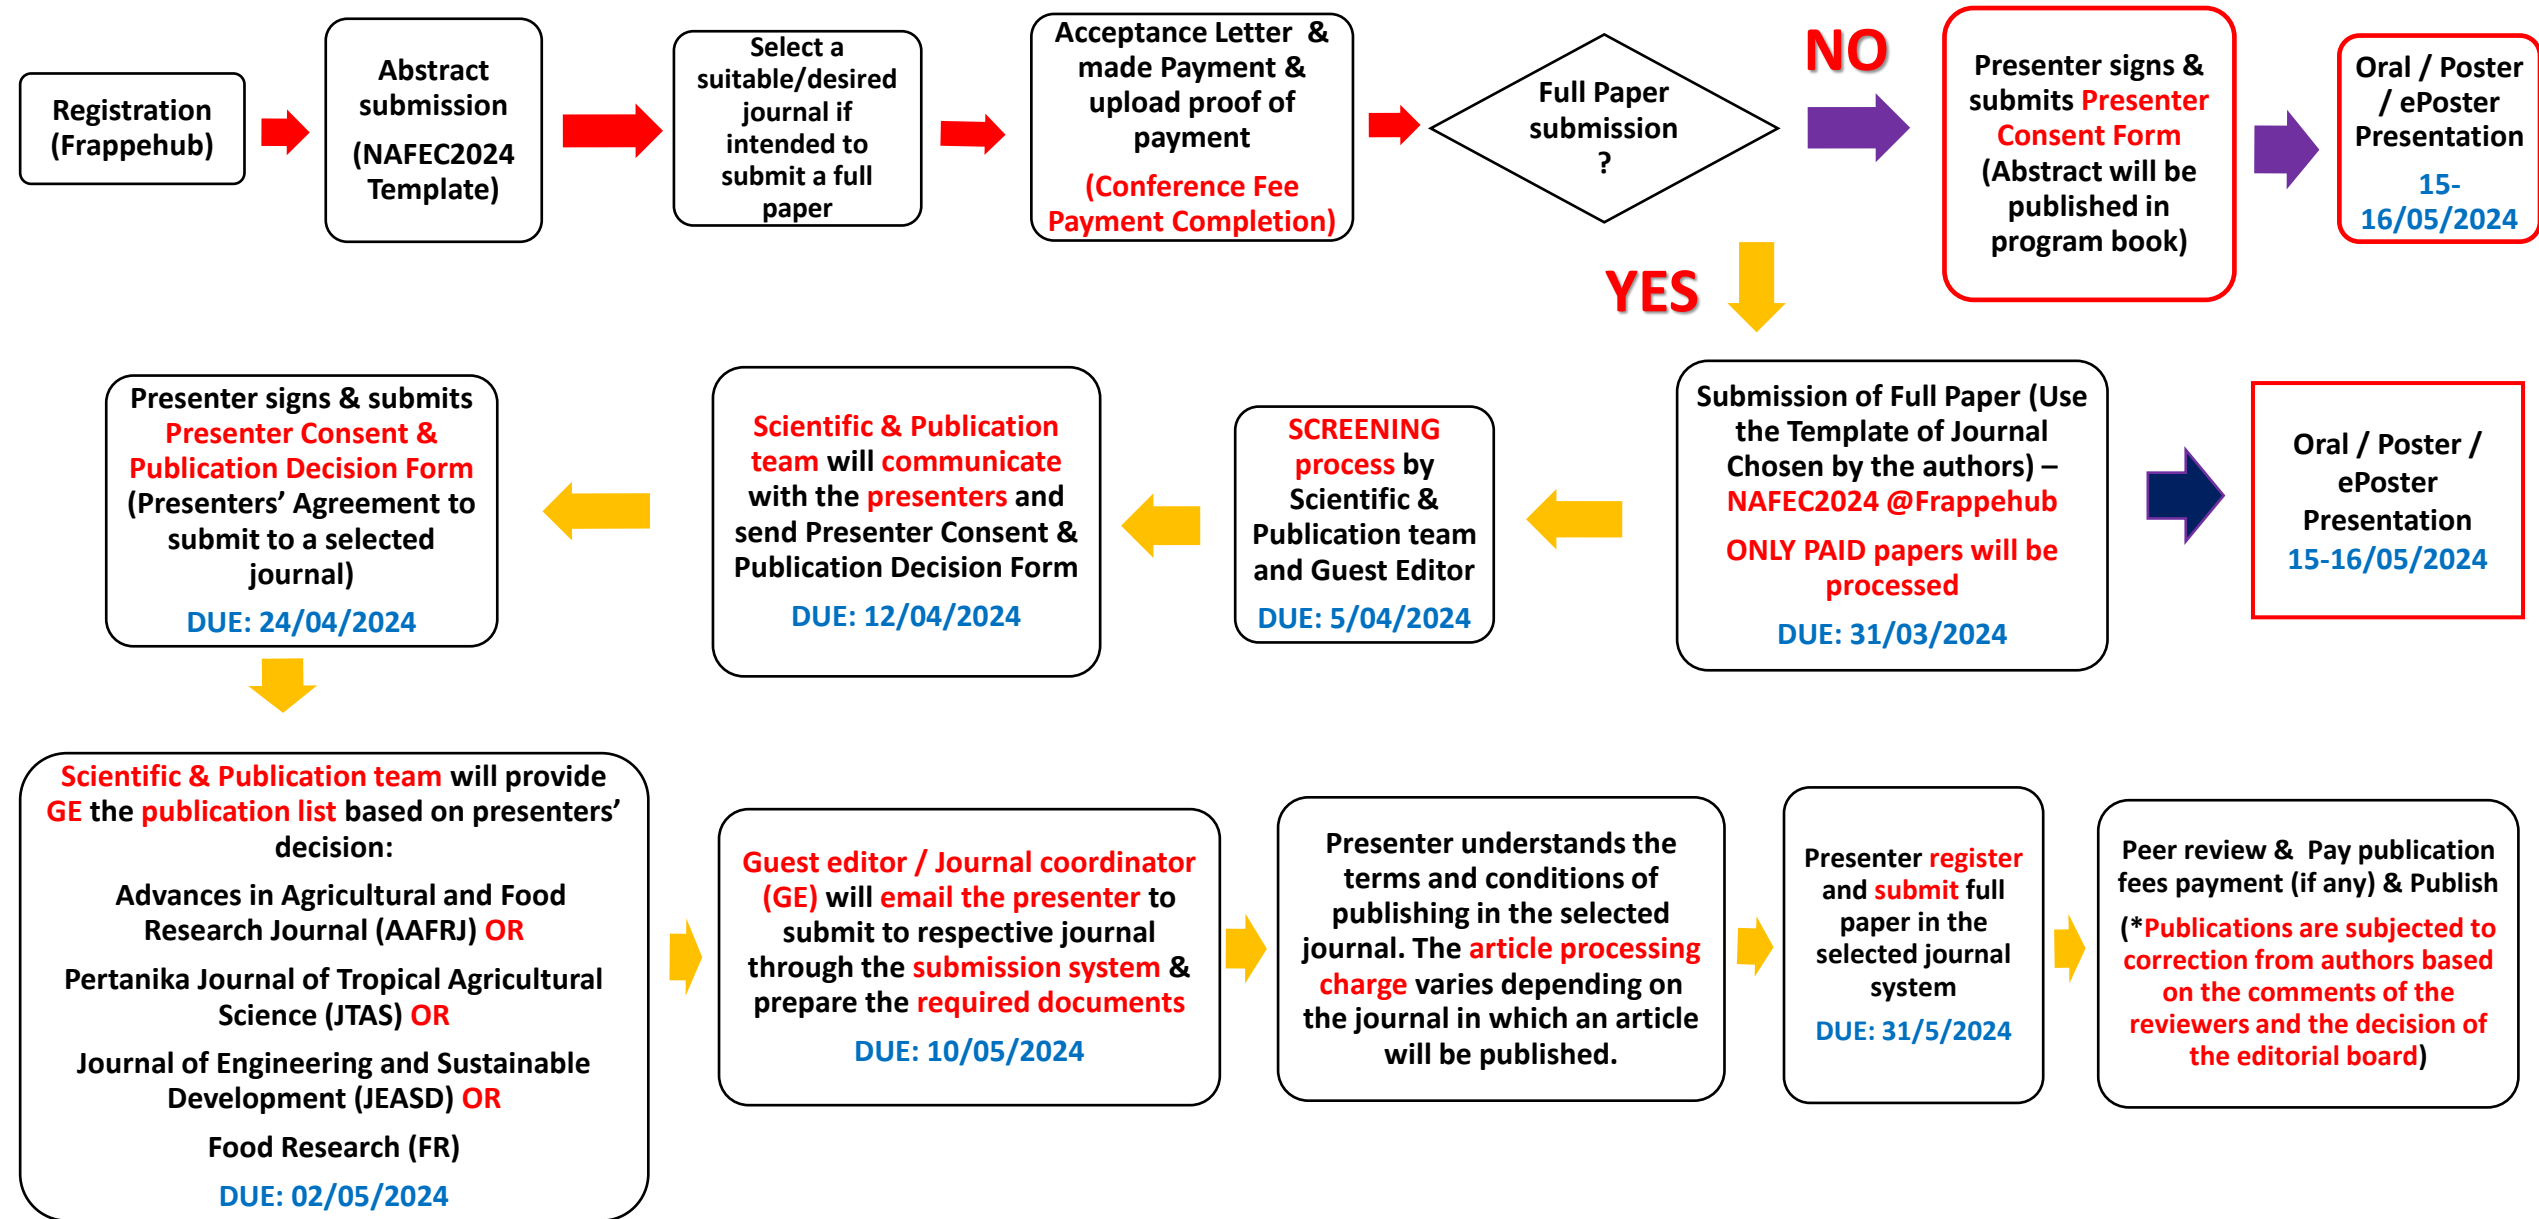 Registration
(Frappehub)
Abstract
submission
(NAFEC2024
Template)
Select a
suitable/desired
journal if
intended to
submit a full
paper
Acceptance Letter &
made Payment &
upload proof of
payment
(Conference Fee
Payment Completion)
Full Paper
submission
?
NO
Presenter signs &
submits Presenter
Consent Form
(Abstract will be
published in
program book)
Oral / Poster
/ ePoster
Presentation
15-
16/05/2024
YES
Submission of Full Paper (Use
the Template of Journal
Chosen by the authors) –
NAFEC2024 @Frappehub
ONLY PAID papers will be
processed
DUE: 31/03/2024
Oral / Poster /
ePoster
Presentation
15-16/05/2024
SCREENING
process by
Scientific &
Publication team
and Guest Editor
DUE: 5/04/2024
Scientific & Publication
team will communicate
with the presenters and
send Presenter Consent &
Publication Decision Form
DUE: 12/04/2024
Presenter signs & submits
Presenter Consent &
Publication Decision Form
(Presenters’ Agreement to
submit to a selected
journal)
DUE: 24/04/2024
Scientific & Publication team will provide
GE the publication list based on presenters’
decision:
Advances in Agricultural and Food
Research Journal (AAFRJ) OR
Pertanika Journal of Tropical Agricultural
Science (JTAS) OR
Journal of Engineering and Sustainable
Development (JEASD) OR
Food Research (FR)
DUE: 02/05/2024
Guest editor / Journal coordinator
(GE) will email the presenter to
submit to respective journal
through the submission system &
prepare the required documents
DUE: 10/05/2024
Presenter understands the
terms and conditions of
publishing in the selected
journal. The article processing
charge varies depending on
the journal in which an article
will be published.
Presenter register
and submit full
paper in the
selected journal
system
DUE: 31/5/2024
Peer review & Pay publication
fees payment (if any) & Publish
(*Publications are subjected to
correction from authors based
on the comments of the
reviewers and the decision of
the editorial board)